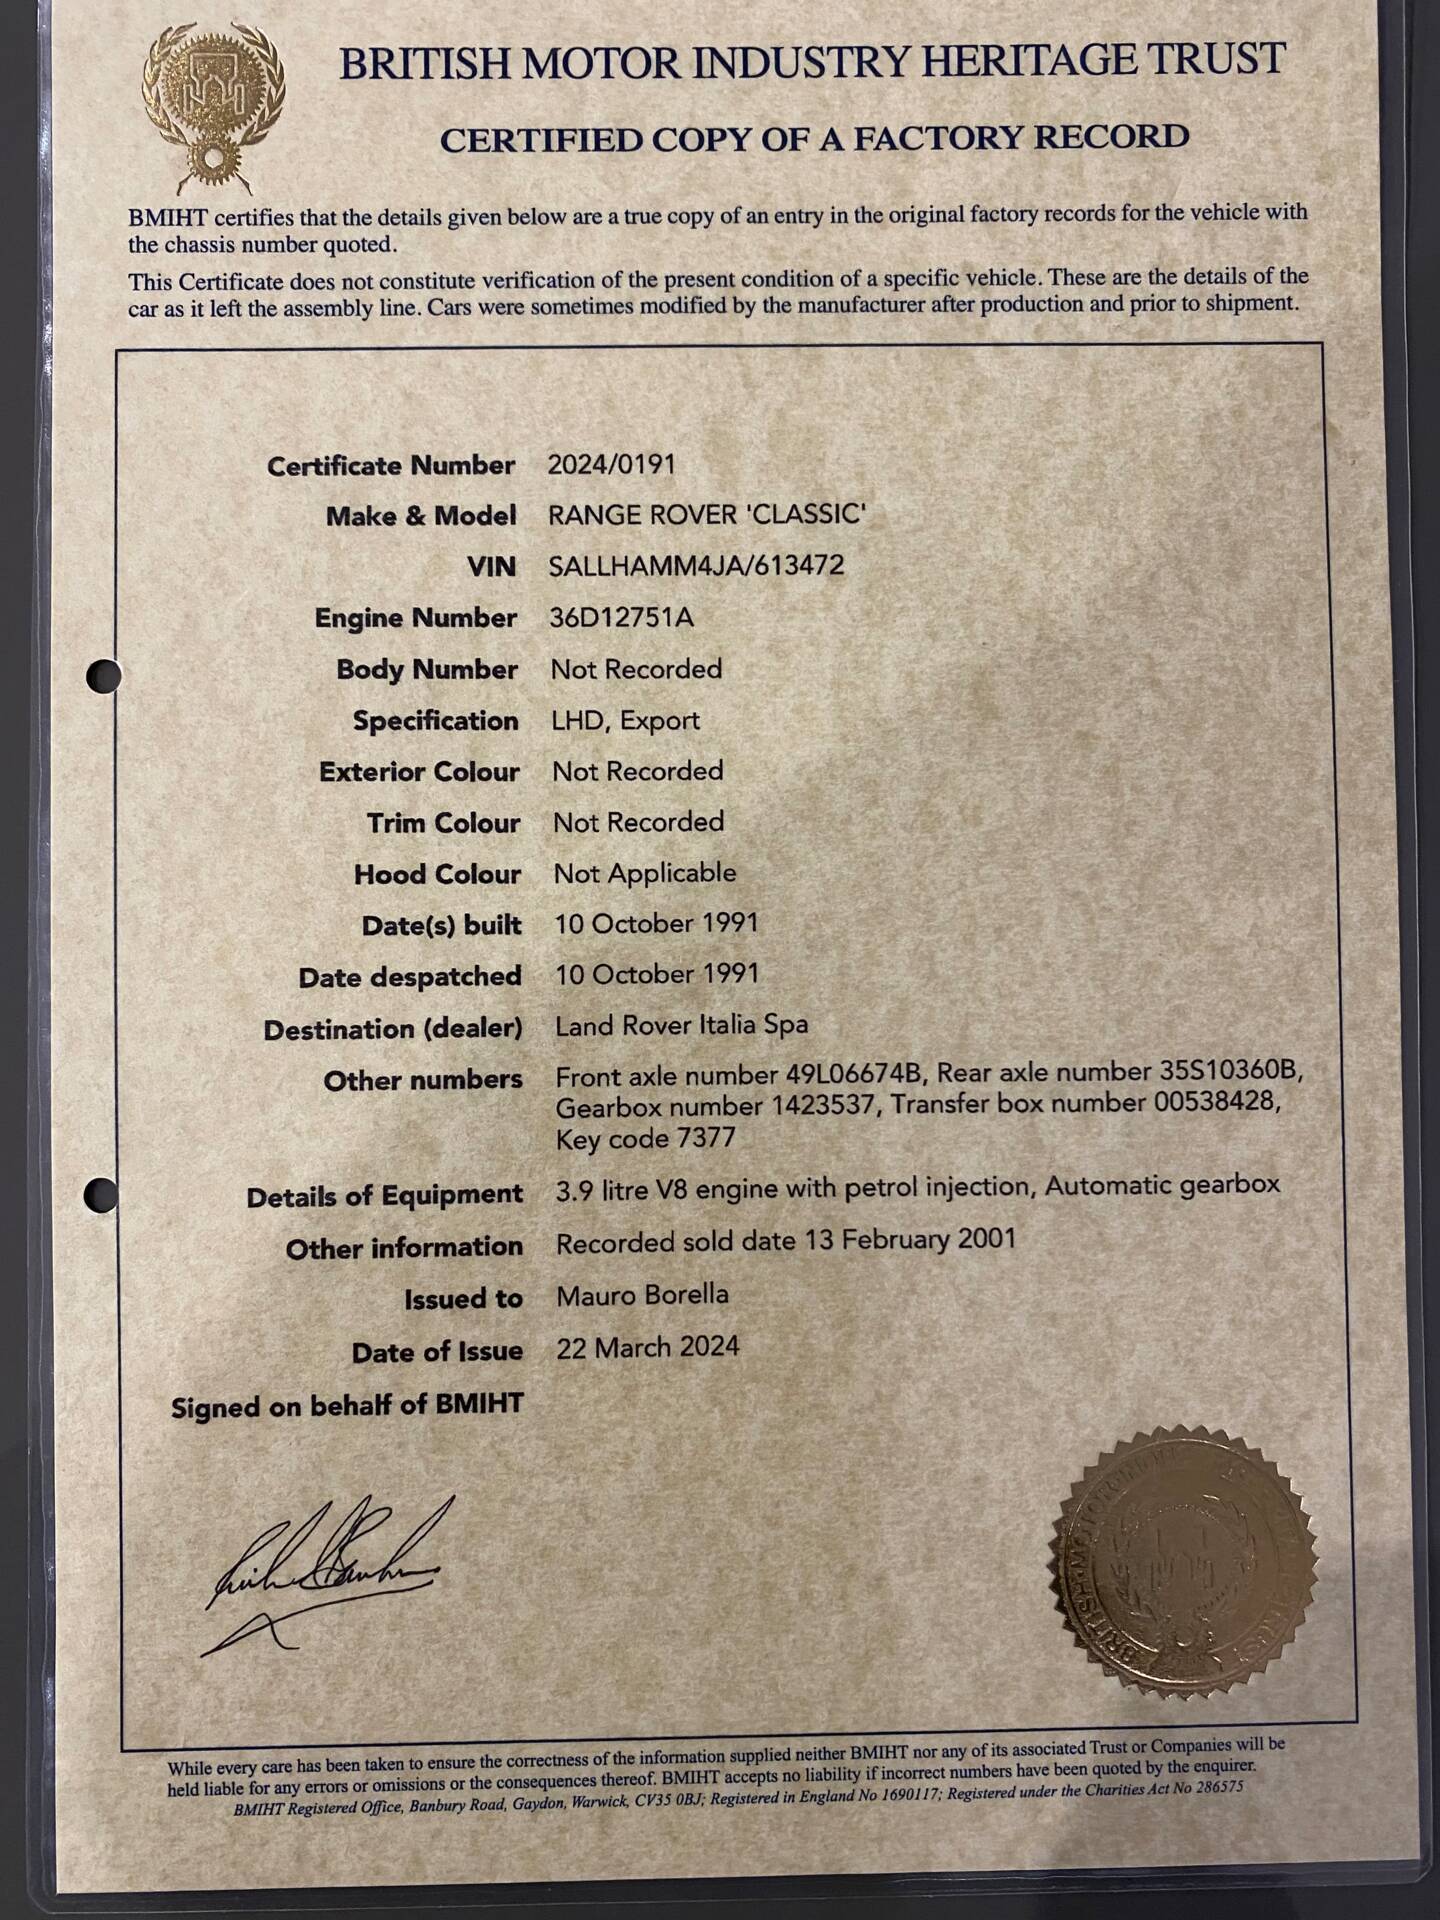 BRITISH MOTOR INDUSTRY HERITAGE TRUST
CERTIFIED COPY OF A FACTORY RECORD
BMIHT certifies that the details given below are a true copy of an entry in the original factory records for the vehicle with
the chassis number quoted.
This Certificate does not constitute verification of the present condition of a specific vehicle. These are the details of the
car as it left the assembly line. Cars were sometimes modified by the manufacturer after production and prior to shipment.
Certificate Number 2024/0191
Make & Model RANGE ROVER 'CLASSIC'
VIN SALLHAMM4JA/613472
Engine Number 36D12751A
Body Number Not Recorded
Specification LHD, Export
Exterior Colour Not Recorded
Trim Colour Not Recorded
Hood Colour Not Applicable
Date(s) built 10 October 1991
Date despatched 10 October 1991
Destination (dealer) Land Rover Italia Spa
Other numbers Front axle number 49L06674B, Rear axle number 35S10360B,
Gearbox number 1423537, Transfer box number 00538428,
Key code 7377
Details of Equipment 3.9 litre V8 engine with petrol injection, Automatic gearbox
Other information Recorded sold date 13 February 2001
Issued to Mauro Borella
Date of Issue 22 March 2024
Signed on behalf of BMIHT
BRITISH MOTOR
While every care has been taken to ensure the correctness of the information supplied neither BMIHT nor any of its associated Trust or Companies will be
held liable for any errors or omissions or the consequences thereof. BMIHT accepts no liability if incorrect numbers have been quoted by the enquirer.
BMIHT Registered Office, Banbury Road, Gaydon, Warwick, CV35 0BJ; Registered in England No 1690117; Registered under the Charities Act No 286575